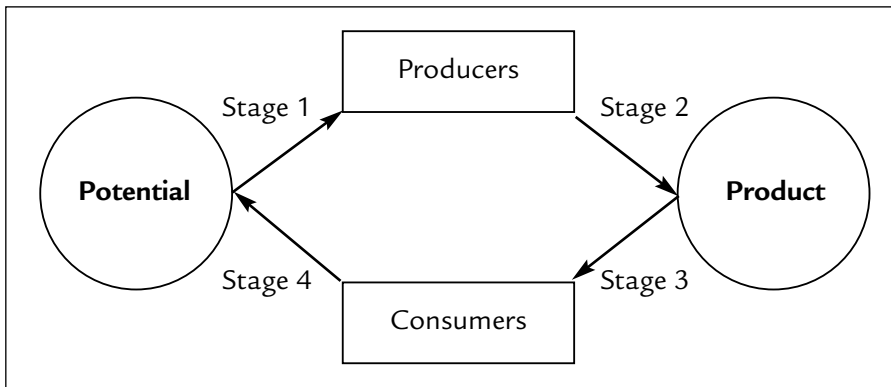 Producers
Stage 1
Stage 2
Potential
Product
Stage 4
Stage 3
Consumers